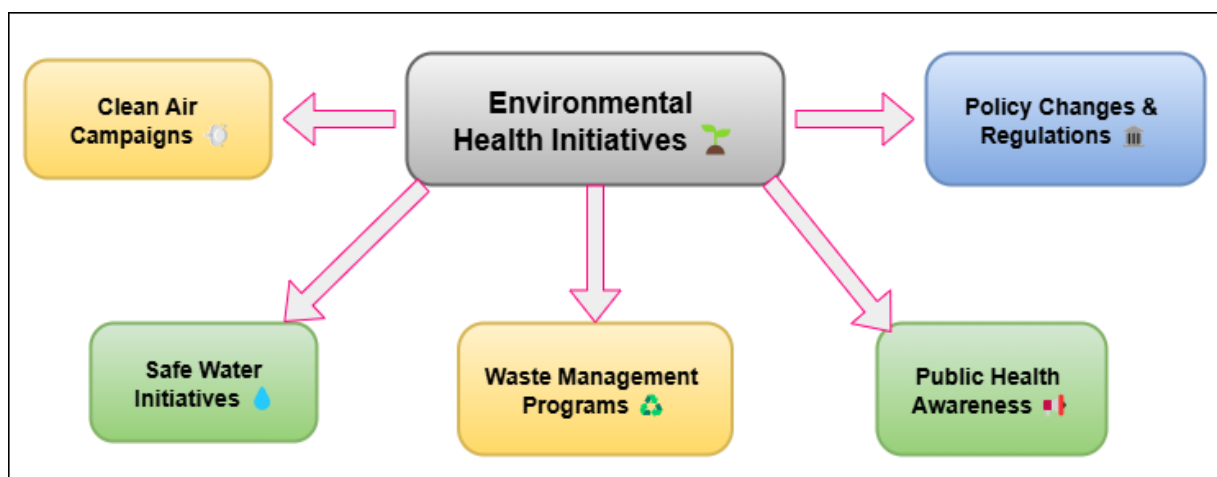 Clean Air
Campaigns
Environmental
Health Initiatives 🌱
Policy Changes &
Regulations 🏛️
Safe Water
Initiatives 💧
Waste Management
Programs ♻️
Public Health
Awareness